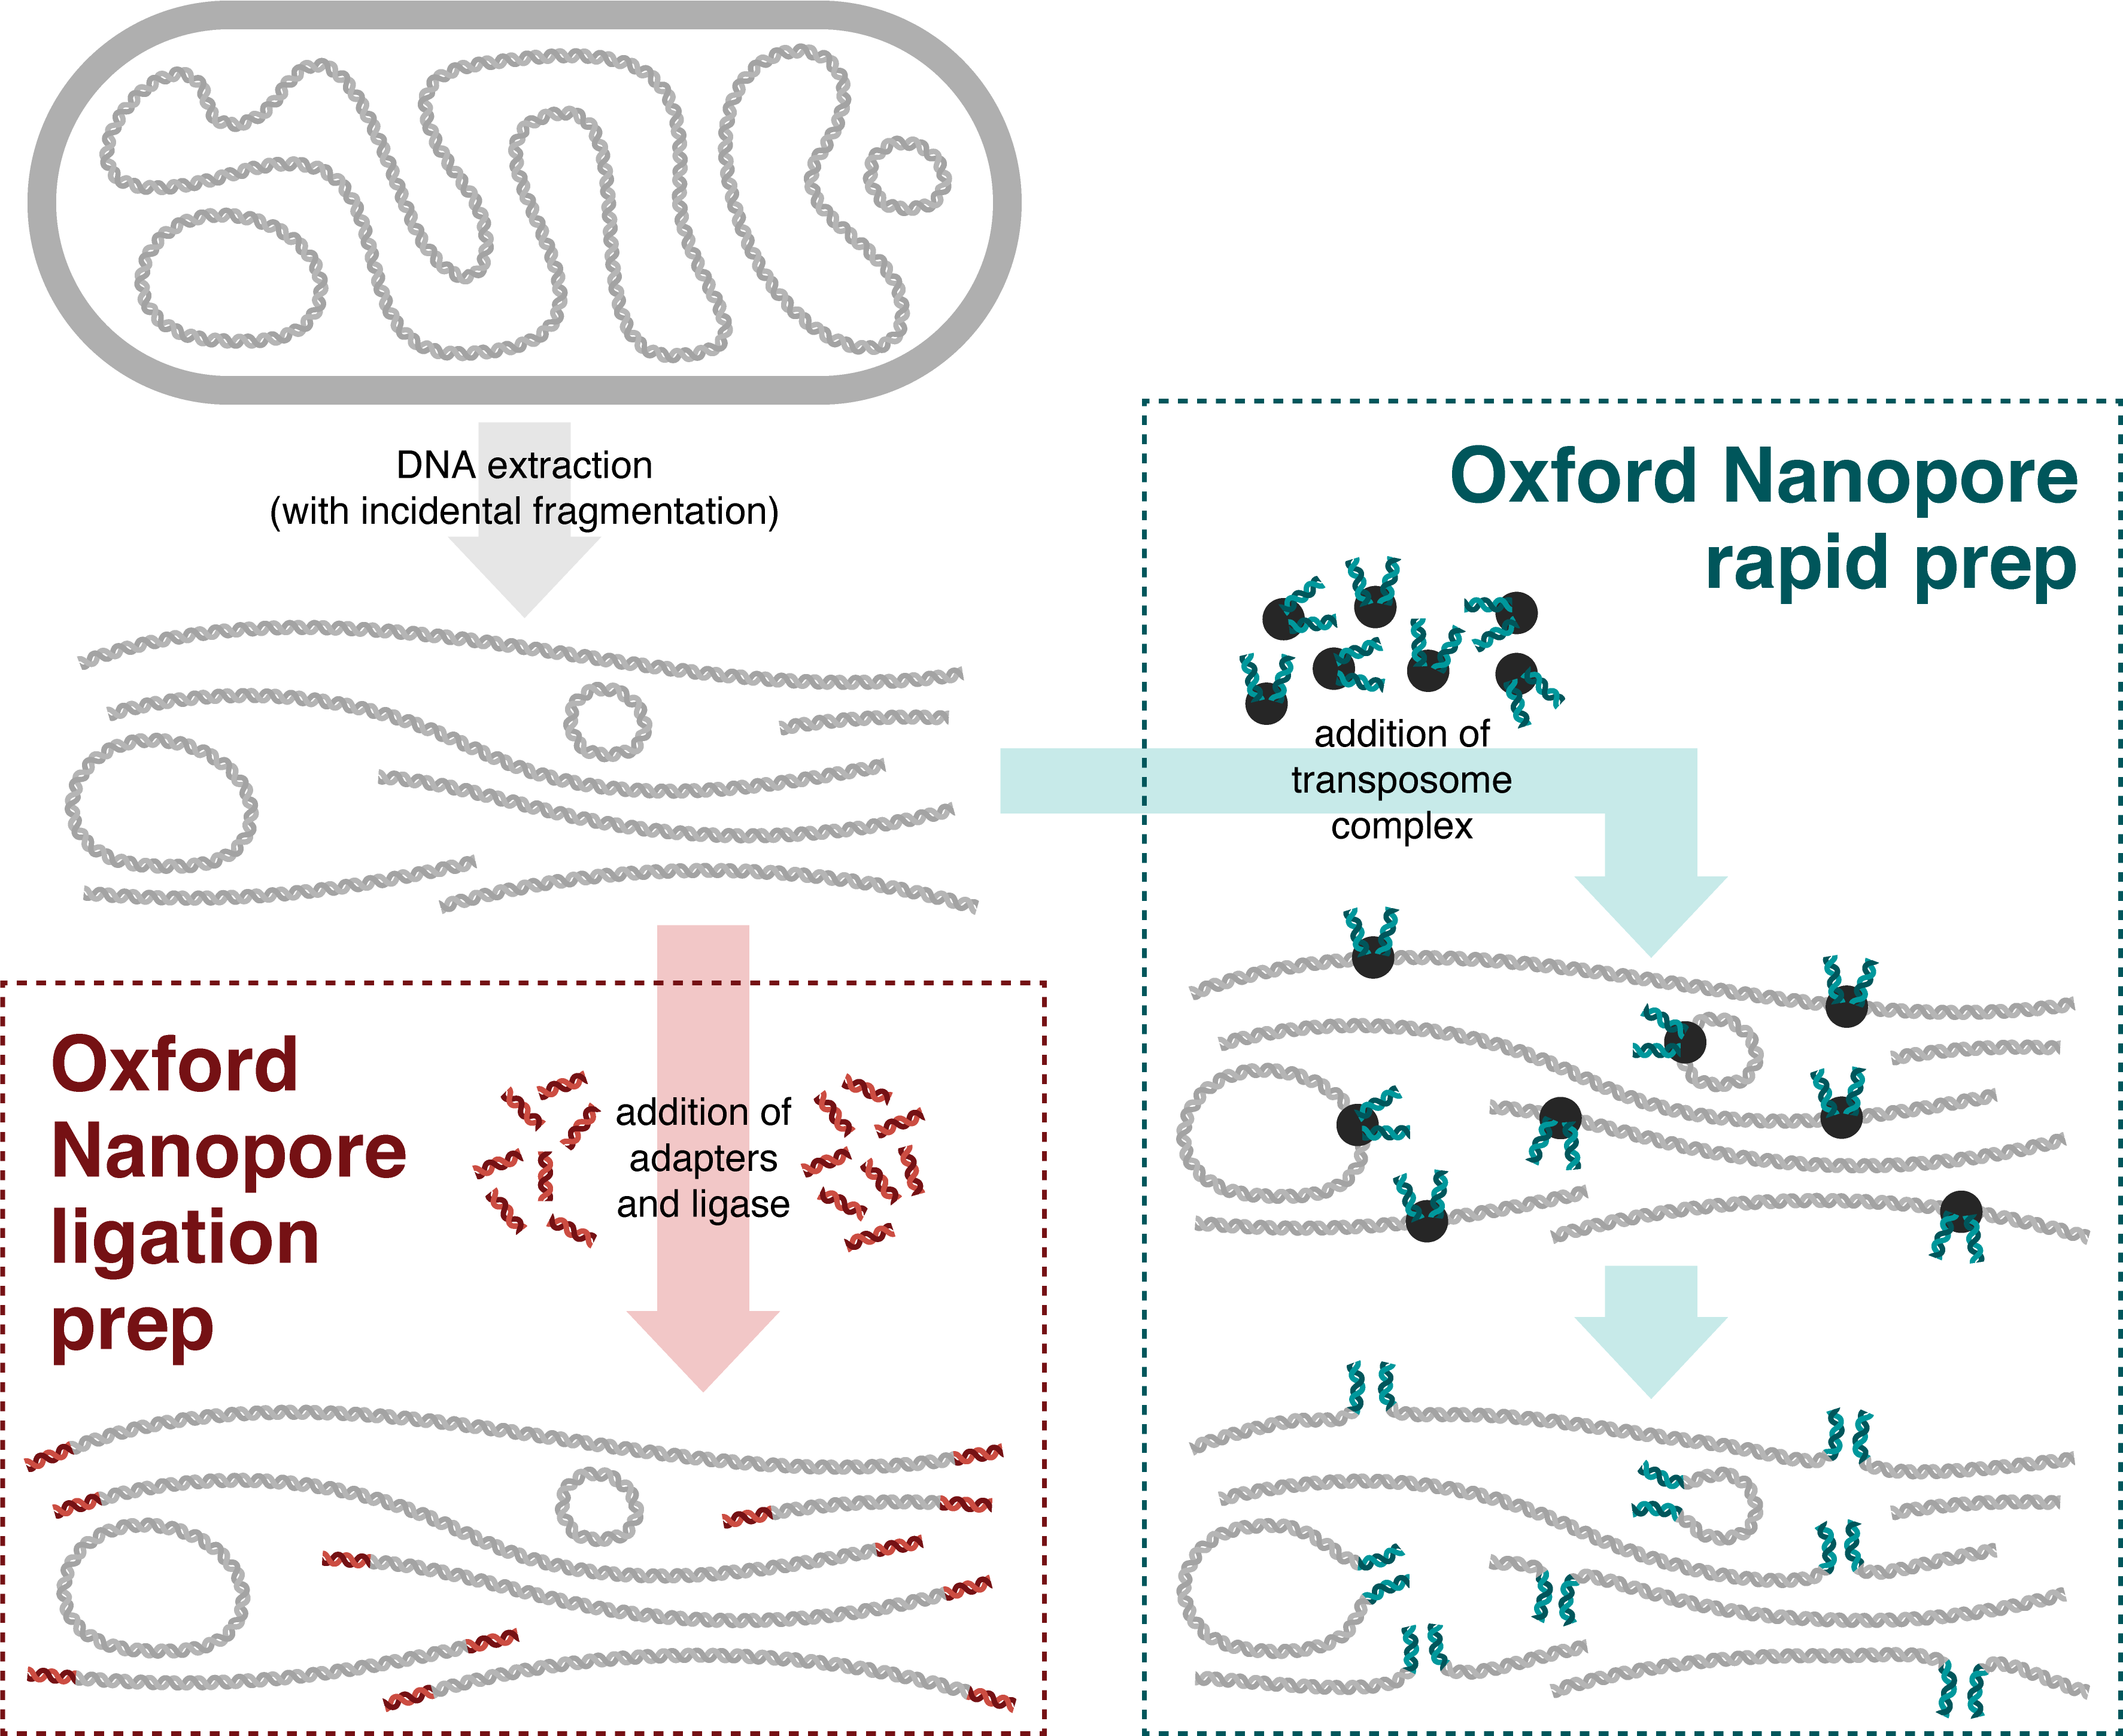 DNA extraction
(with incidental fragmentation)
Oxford Nanopore
rapid prep
addition of
transposome
complex
Oxford
Nanopore
ligation
prep
addition of
adapters
and ligase